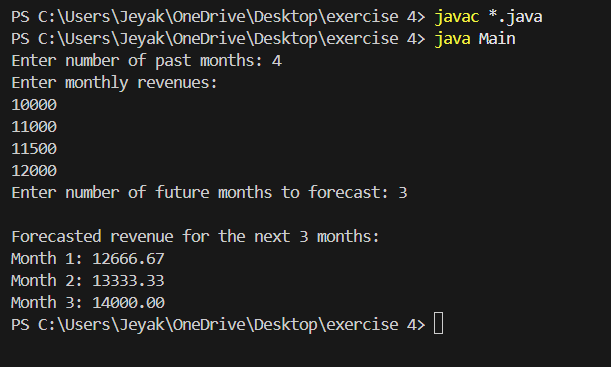 PS C:\Users\Jeyak\OneDrive\Desktop\exercise 4> javac *.java
PS C:\Users\Jeyak\OneDrive\Desktop\exercise 4> java Main
Enter number of past months: 4
Enter monthly revenues:
10000
11000
11500
12000
Enter number of future months to forecast: 3

Forecasted revenue for the next 3 months:
Month 1: 12666.67
Month 2: 13333.33
Month 3: 14000.00
PS C:\Users\Jeyak\OneDrive\Desktop\exercise 4>